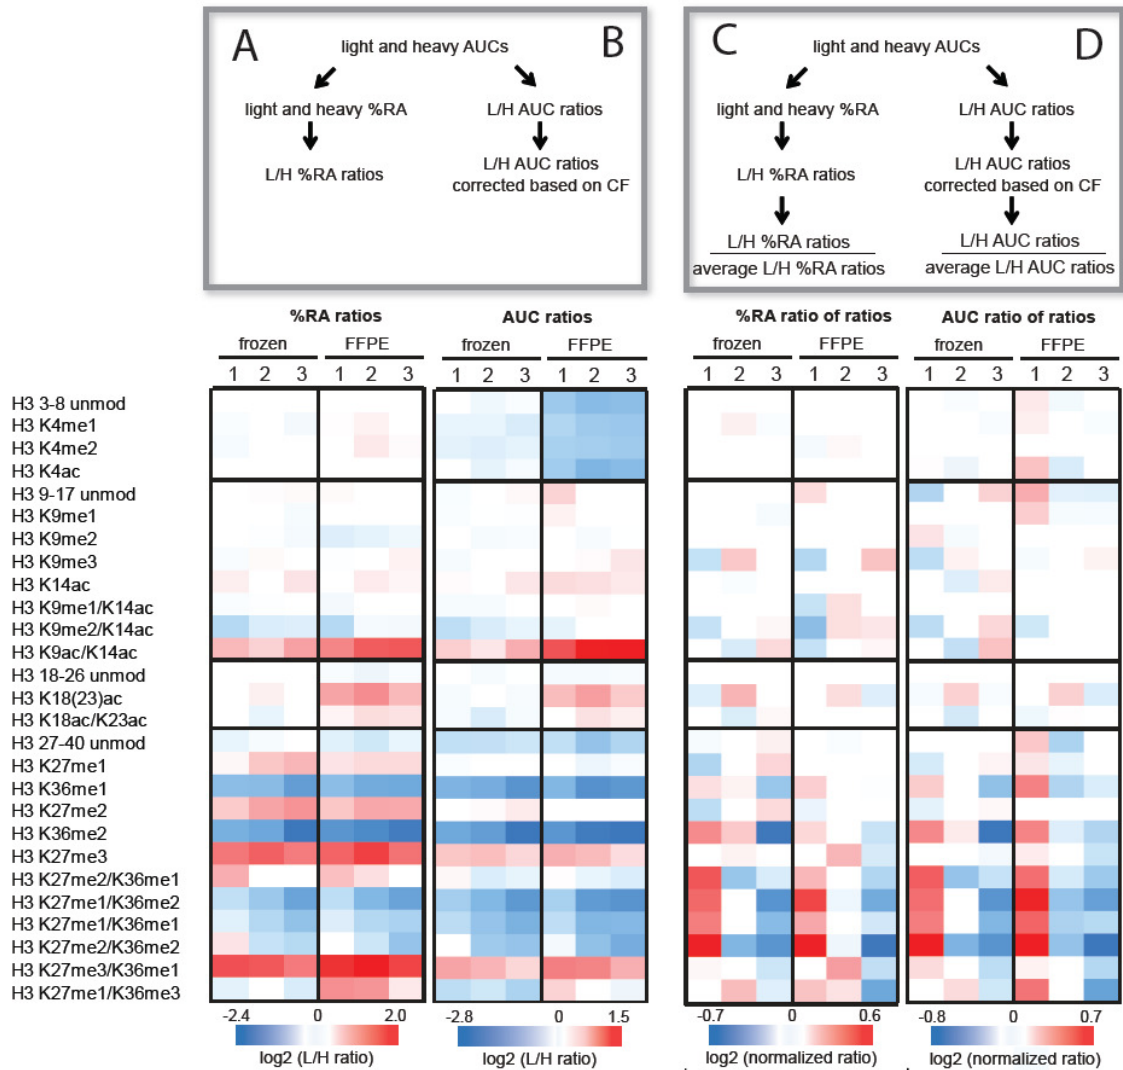 A
B
light and heavy AUCs
light and heavy %RA
L/H AUC ratios
L/H %RA ratios
L/H AUC ratios
corrected based on CF
C
D
light and heavy AUCs
light and heavy %RA
L/H AUC ratios
L/H %RA ratios
L/H AUC ratios
corrected based on CF
L/H %RA ratios
average L/H %RA ratios
L/H AUC ratios
average L/H AUC ratios
%RA ratios
AUC ratios
%RA ratio of ratios
AUC ratio of ratios
frozen FFPE frozen FFPE frozen FFPE frozen FFPE
1 2 3 1 2 3 1 2 3 1 2 3 1 2 3 1 2 3 1 2 3 1 2 3
H3 3-8 unmod
H3 K4me1
H3 K4me2
H3 K4ac
H3 9-17 unmod
H3 K9me1
H3 K9me2
H3 K9me3
H3 K14ac
H3 K9me1/K14ac
H3 K9me2/K14ac
H3 K9ac/K14ac
H3 18-26 unmod
H3 K18(23)ac
H3 K18ac/K23ac
H3 27-40 unmod
H3 K27me1
H3 K36me1
H3 K27me2
H3 K36me2
H3 K27me3
H3 K27me2/K36me1
H3 K27me1/K36me2
H3 K27me1/K36me1
H3 K27me2/K36me2
H3 K27me3/K36me1
H3 K27me1/K36me3
-2.4 0 2.0
log2 (L/H ratio)
-2.8 0 1.5
log2 (L/H ratio)
-0.7 0 0.6
log2 (normalized ratio)
-0.8 0 0.7
log2 (normalized ratio)